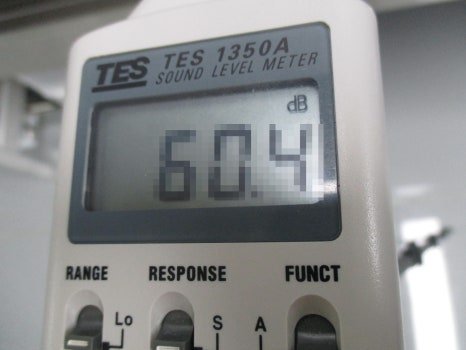 TES TES 1350A
SOUND LEVEL METER
dB
60.4
RANGE RESPONSE FUNCT
Lo S A